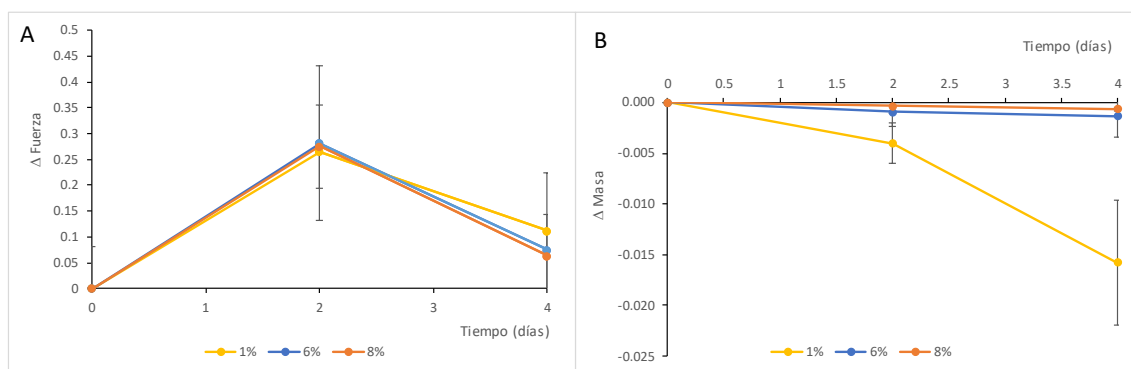 A
0.5
0.45
0.4
0.35
0.3
0.25
0.2
0.15
0.1
0.05
0
Δ Fuerza
0 1 2 3 4
Tiempo (días)
1% 6% 8%
B
Tiempo (días)
0 0.5 1 1.5 2 2.5 3 3.5 4
0.000
-0.005
-0.010
-0.015
-0.020
-0.025
Δ Masa
1% 6% 8%